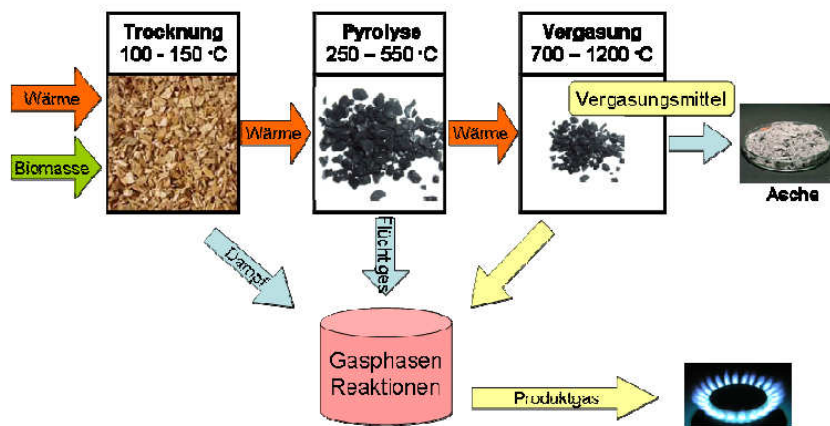 Trocknung
100 - 150 °C
Pyrolyse
250 – 550 °C
Vergasung
700 – 1200 °C
Wärme
Biomasse
Wärme
Wärme
Vergasungsmittel
Asche
Dampf
Flüchtiges
Gasphasen
Reaktionen
Produktgas